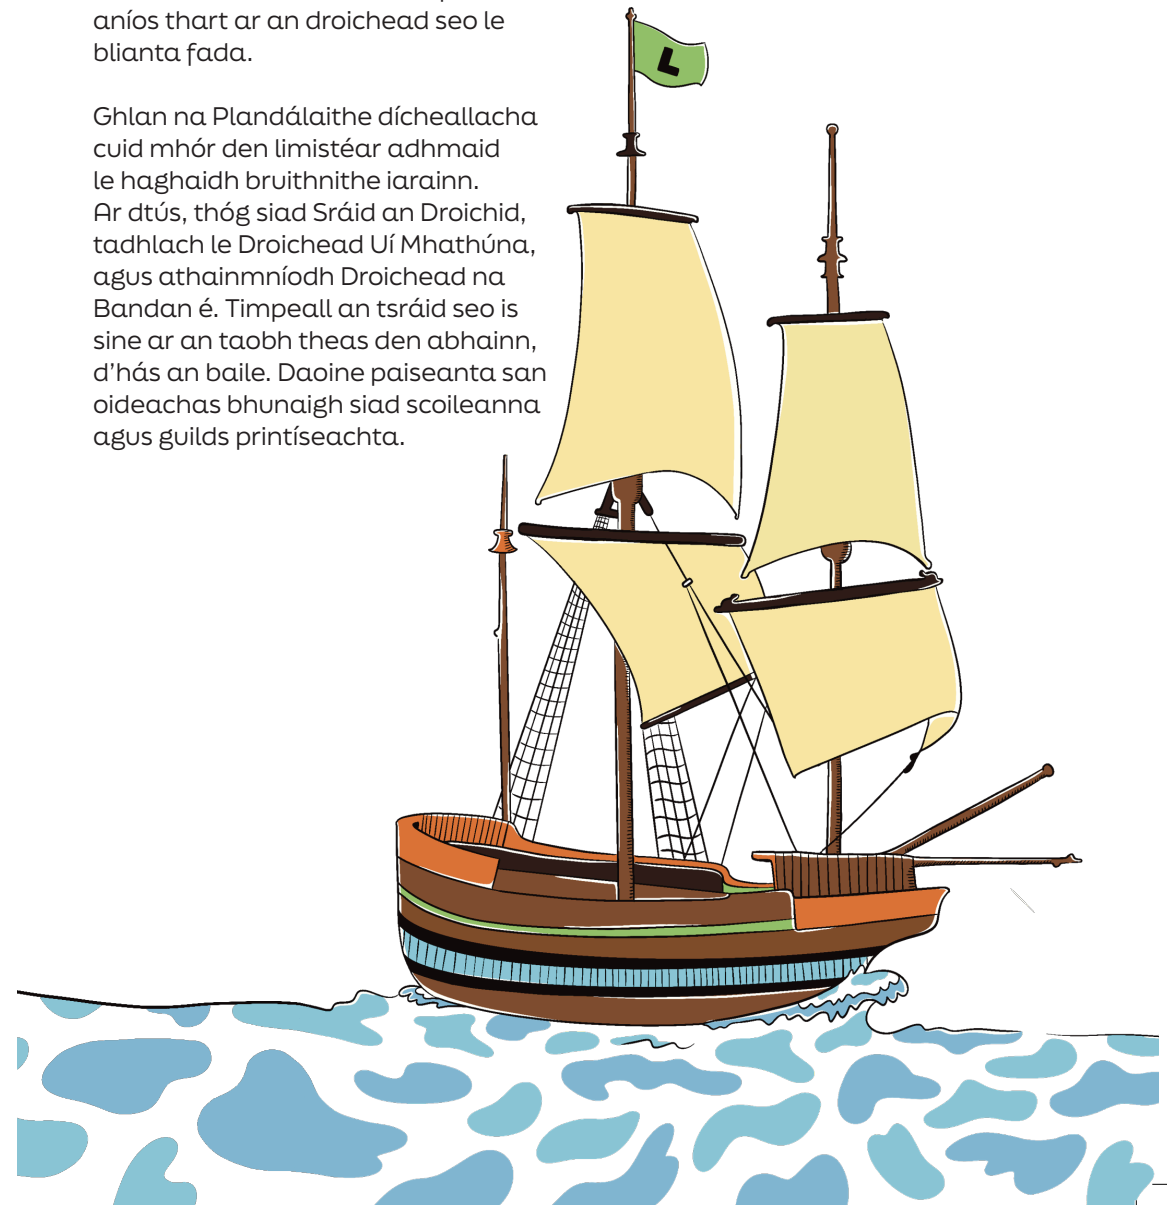 aníos thart ar an droichead seo le
blianta fada.
Ghlan na Plandálaithe dícheallacha
cuid mhór den limistéar adhmaid
le haghaidh bruithnithe iarainn.
Ar dtús, thóg siad Sráid an Droichid,
tadhlach le Droichead Uí Mhathúna,
agus athainmníodh Droichead na
Bandan é. Timpeall an tsráid seo is
sine ar an taobh theas den abhainn,
d’hás an baile. Daoine paiseanta san
oideachas bhunaigh siad scoileanna
agus guilds printíseachta.
L